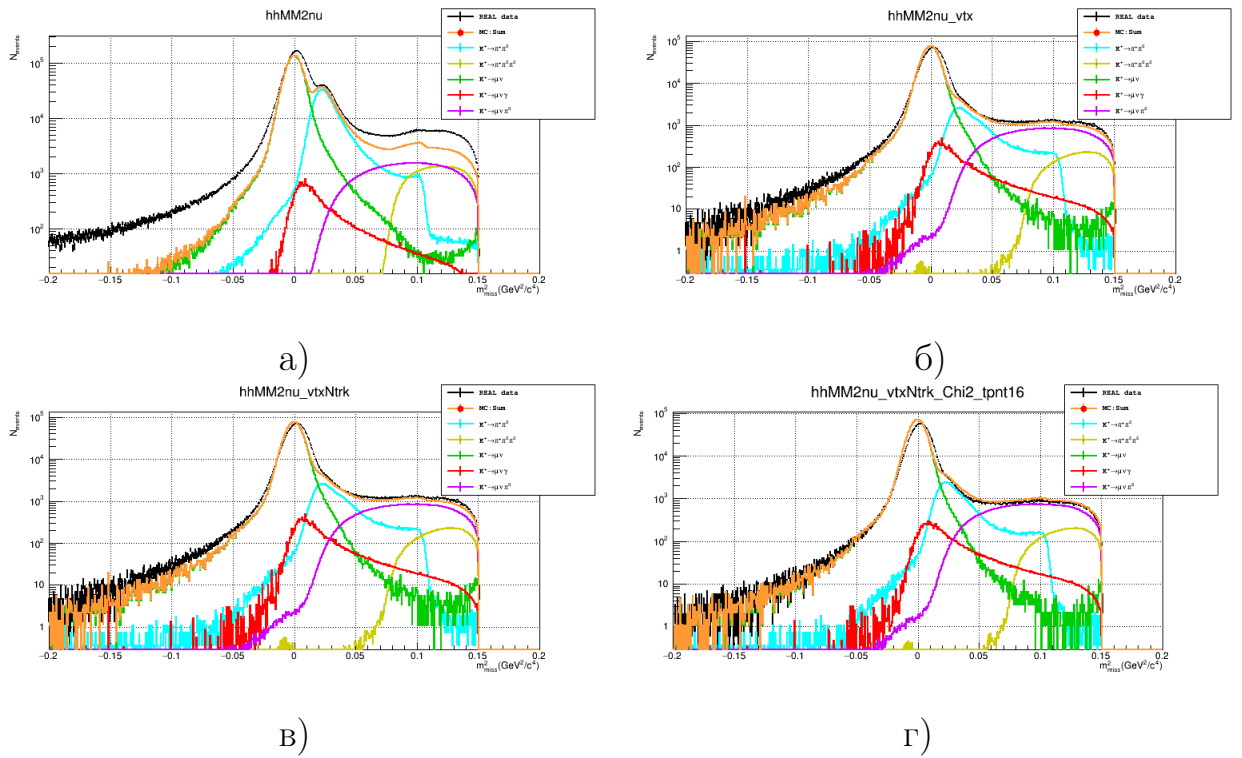 hhMM2nu
N_events
REAL data
MC:Sum
K⁺→π⁺π⁰
K⁺→π⁺π⁰π⁰
K⁺→μν
K⁺→μνγ
K⁺→μνπ⁰
10⁵
10⁴
10³
10²
−0.2 −0.15 −0.1 −0.05 0 0.05 0.1 0.15 0.2
m²_miss(GeV²/c⁴)
а)
hhMM2nu_vtx
N_events
REAL data
MC:Sum
K⁺→π⁺π⁰
K⁺→π⁺π⁰π⁰
K⁺→μν
K⁺→μνγ
K⁺→μνπ⁰
10⁵
10⁴
10³
10²
10
1
−0.2 −0.15 −0.1 −0.05 0 0.05 0.1 0.15 0.2
m²_miss(GeV²/c⁴)
б)
hhMM2nu_vtxNtrk
N_events
REAL data
MC:Sum
K⁺→π⁺π⁰
K⁺→π⁺π⁰π⁰
K⁺→μν
K⁺→μνγ
K⁺→μνπ⁰
10⁵
10⁴
10³
10²
10
1
−0.2 −0.15 −0.1 −0.05 0 0.05 0.1 0.15 0.2
m²_miss(GeV²/c⁴)
в)
hhMM2nu_vtxNtrk_Chi2_tpnt16
N_events
REAL data
MC:Sum
K⁺→π⁺π⁰
K⁺→π⁺π⁰π⁰
K⁺→μν
K⁺→μνγ
K⁺→μνπ⁰
10⁵
10⁴
10³
10²
10
1
−0.2 −0.15 −0.1 −0.05 0 0.05 0.1 0.15 0.2
m²_miss(GeV²/c⁴)
г)